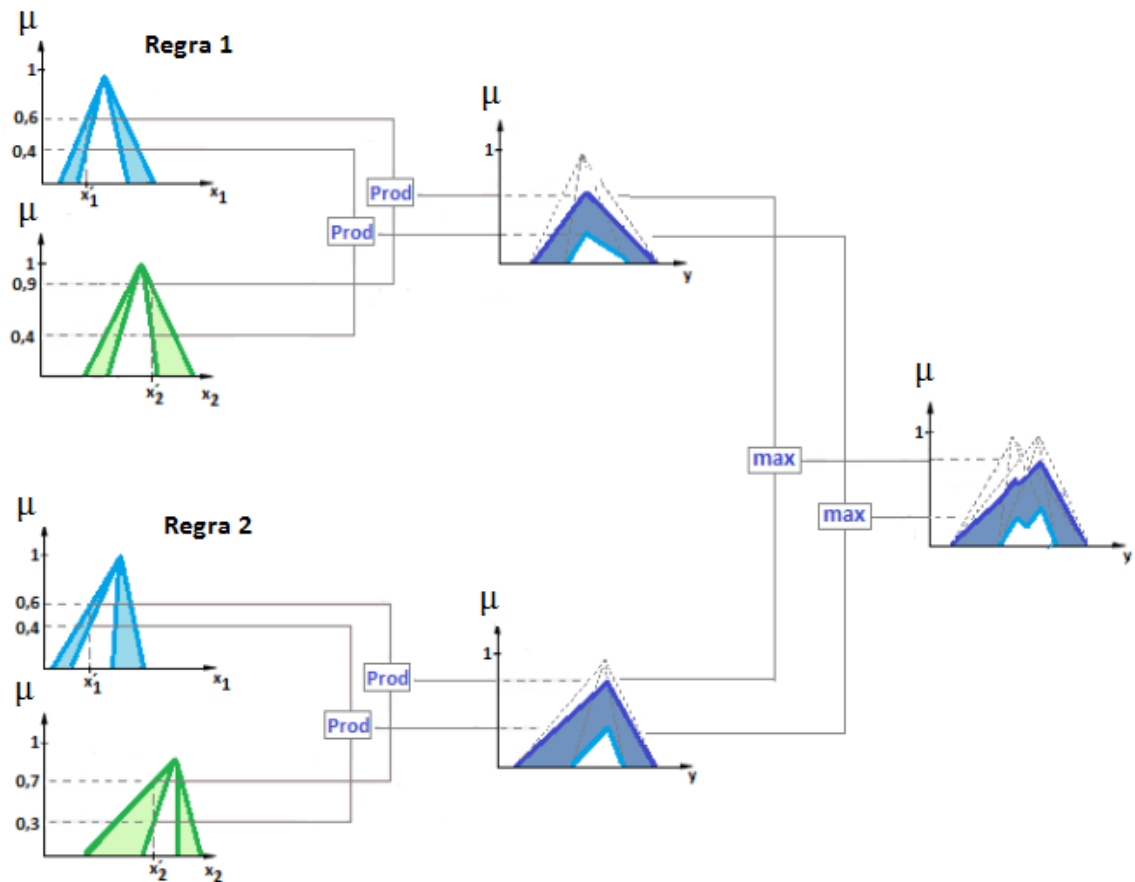 μ
Regra 1
1
0,6
0,4
x′1
x1
Prod
Prod
μ
1
0,9
0,4
x′2
x2
μ
1
y
max
max
μ
1
y
μ
Regra 2
1
0,6
0,4
x′1
x1
Prod
Prod
μ
1
0,7
0,3
x′2
x2
μ
1
y